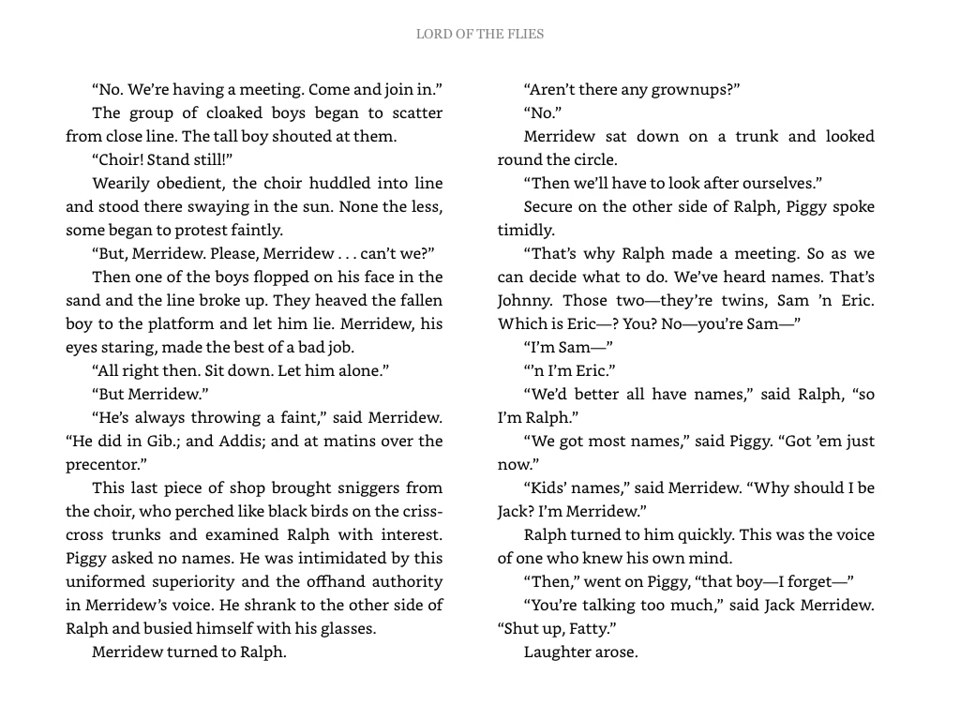 LORD OF THE FLIES
“No. We’re having a meeting. Come and join in.”
The group of cloaked boys began to scatter
from close line. The tall boy shouted at them.
“Choir! Stand still!”
Wearily obedient, the choir huddled into line
and stood there swaying in the sun. None the less,
some began to protest faintly.
“But, Merridew. Please, Merridew . . . can’t we?”
Then one of the boys flopped on his face in the
sand and the line broke up. They heaved the fallen
boy to the platform and let him lie. Merridew, his
eyes staring, made the best of a bad job.
“All right then. Sit down. Let him alone.”
“But Merridew.”
“He’s always throwing a faint,” said Merridew.
“He did in Gib.; and Addis; and at matins over the
precentor.”
This last piece of shop brought sniggers from
the choir, who perched like black birds on the criss-
cross trunks and examined Ralph with interest.
Piggy asked no names. He was intimidated by this
uniformed superiority and the offhand authority
in Merridew’s voice. He shrank to the other side of
Ralph and busied himself with his glasses.
Merridew turned to Ralph.
“Aren’t there any grownups?”
“No.”
Merridew sat down on a trunk and looked
round the circle.
“Then we’ll have to look after ourselves.”
Secure on the other side of Ralph, Piggy spoke
timidly.
“That’s why Ralph made a meeting. So as we
can decide what to do. We’ve heard names. That’s
Johnny. Those two—they’re twins, Sam ’n Eric.
Which is Eric—? You? No—you’re Sam—”
“I’m Sam—”
“’n I’m Eric.”
“We’d better all have names,” said Ralph, “so
I’m Ralph.”
“We got most names,” said Piggy. “Got ’em just
now.”
“Kids’ names,” said Merridew. “Why should I be
Jack? I’m Merridew.”
Ralph turned to him quickly. This was the voice
of one who knew his own mind.
“Then,” went on Piggy, “that boy—I forget—”
“You’re talking too much,” said Jack Merridew.
“Shut up, Fatty.”
Laughter arose.